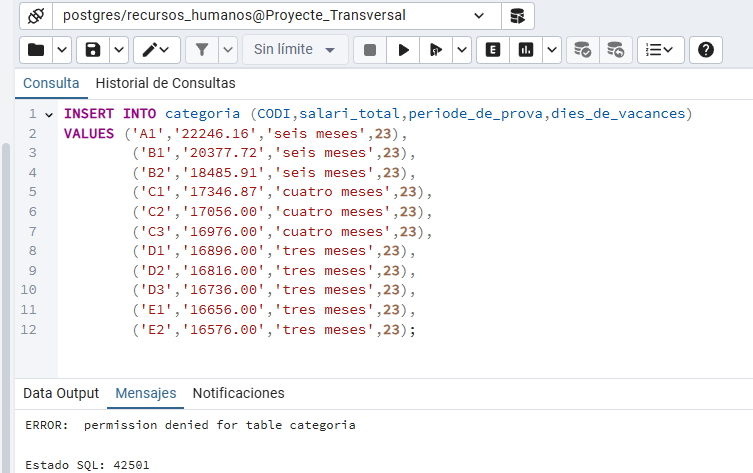 postgres/recursos_humanos@Proyecte_Transversal
Sin límite
E
Consulta Historial de Consultas
1 INSERT INTO categoria (CODI,salari_total,periode_de_prova,dies_de_vacances)
2 VALUES ('A1','22246.16','seis meses',23),
3 ('B1','20377.72','seis meses',23),
4 ('B2','18485.91','seis meses',23),
5 ('C1','17346.87','cuatro meses',23),
6 ('C2','17056.00','cuatro meses',23),
7 ('C3','16976.00','cuatro meses',23),
8 ('D1','16896.00','tres meses',23),
9 ('D2','16816.00','tres meses',23),
10 ('D3','16736.00','tres meses',23),
11 ('E1','16656.00','tres meses',23),
12 ('E2','16576.00','tres meses',23);
Data Output Mensajes Notificaciones
ERROR:  permission denied for table categoria
Estado SQL: 42501